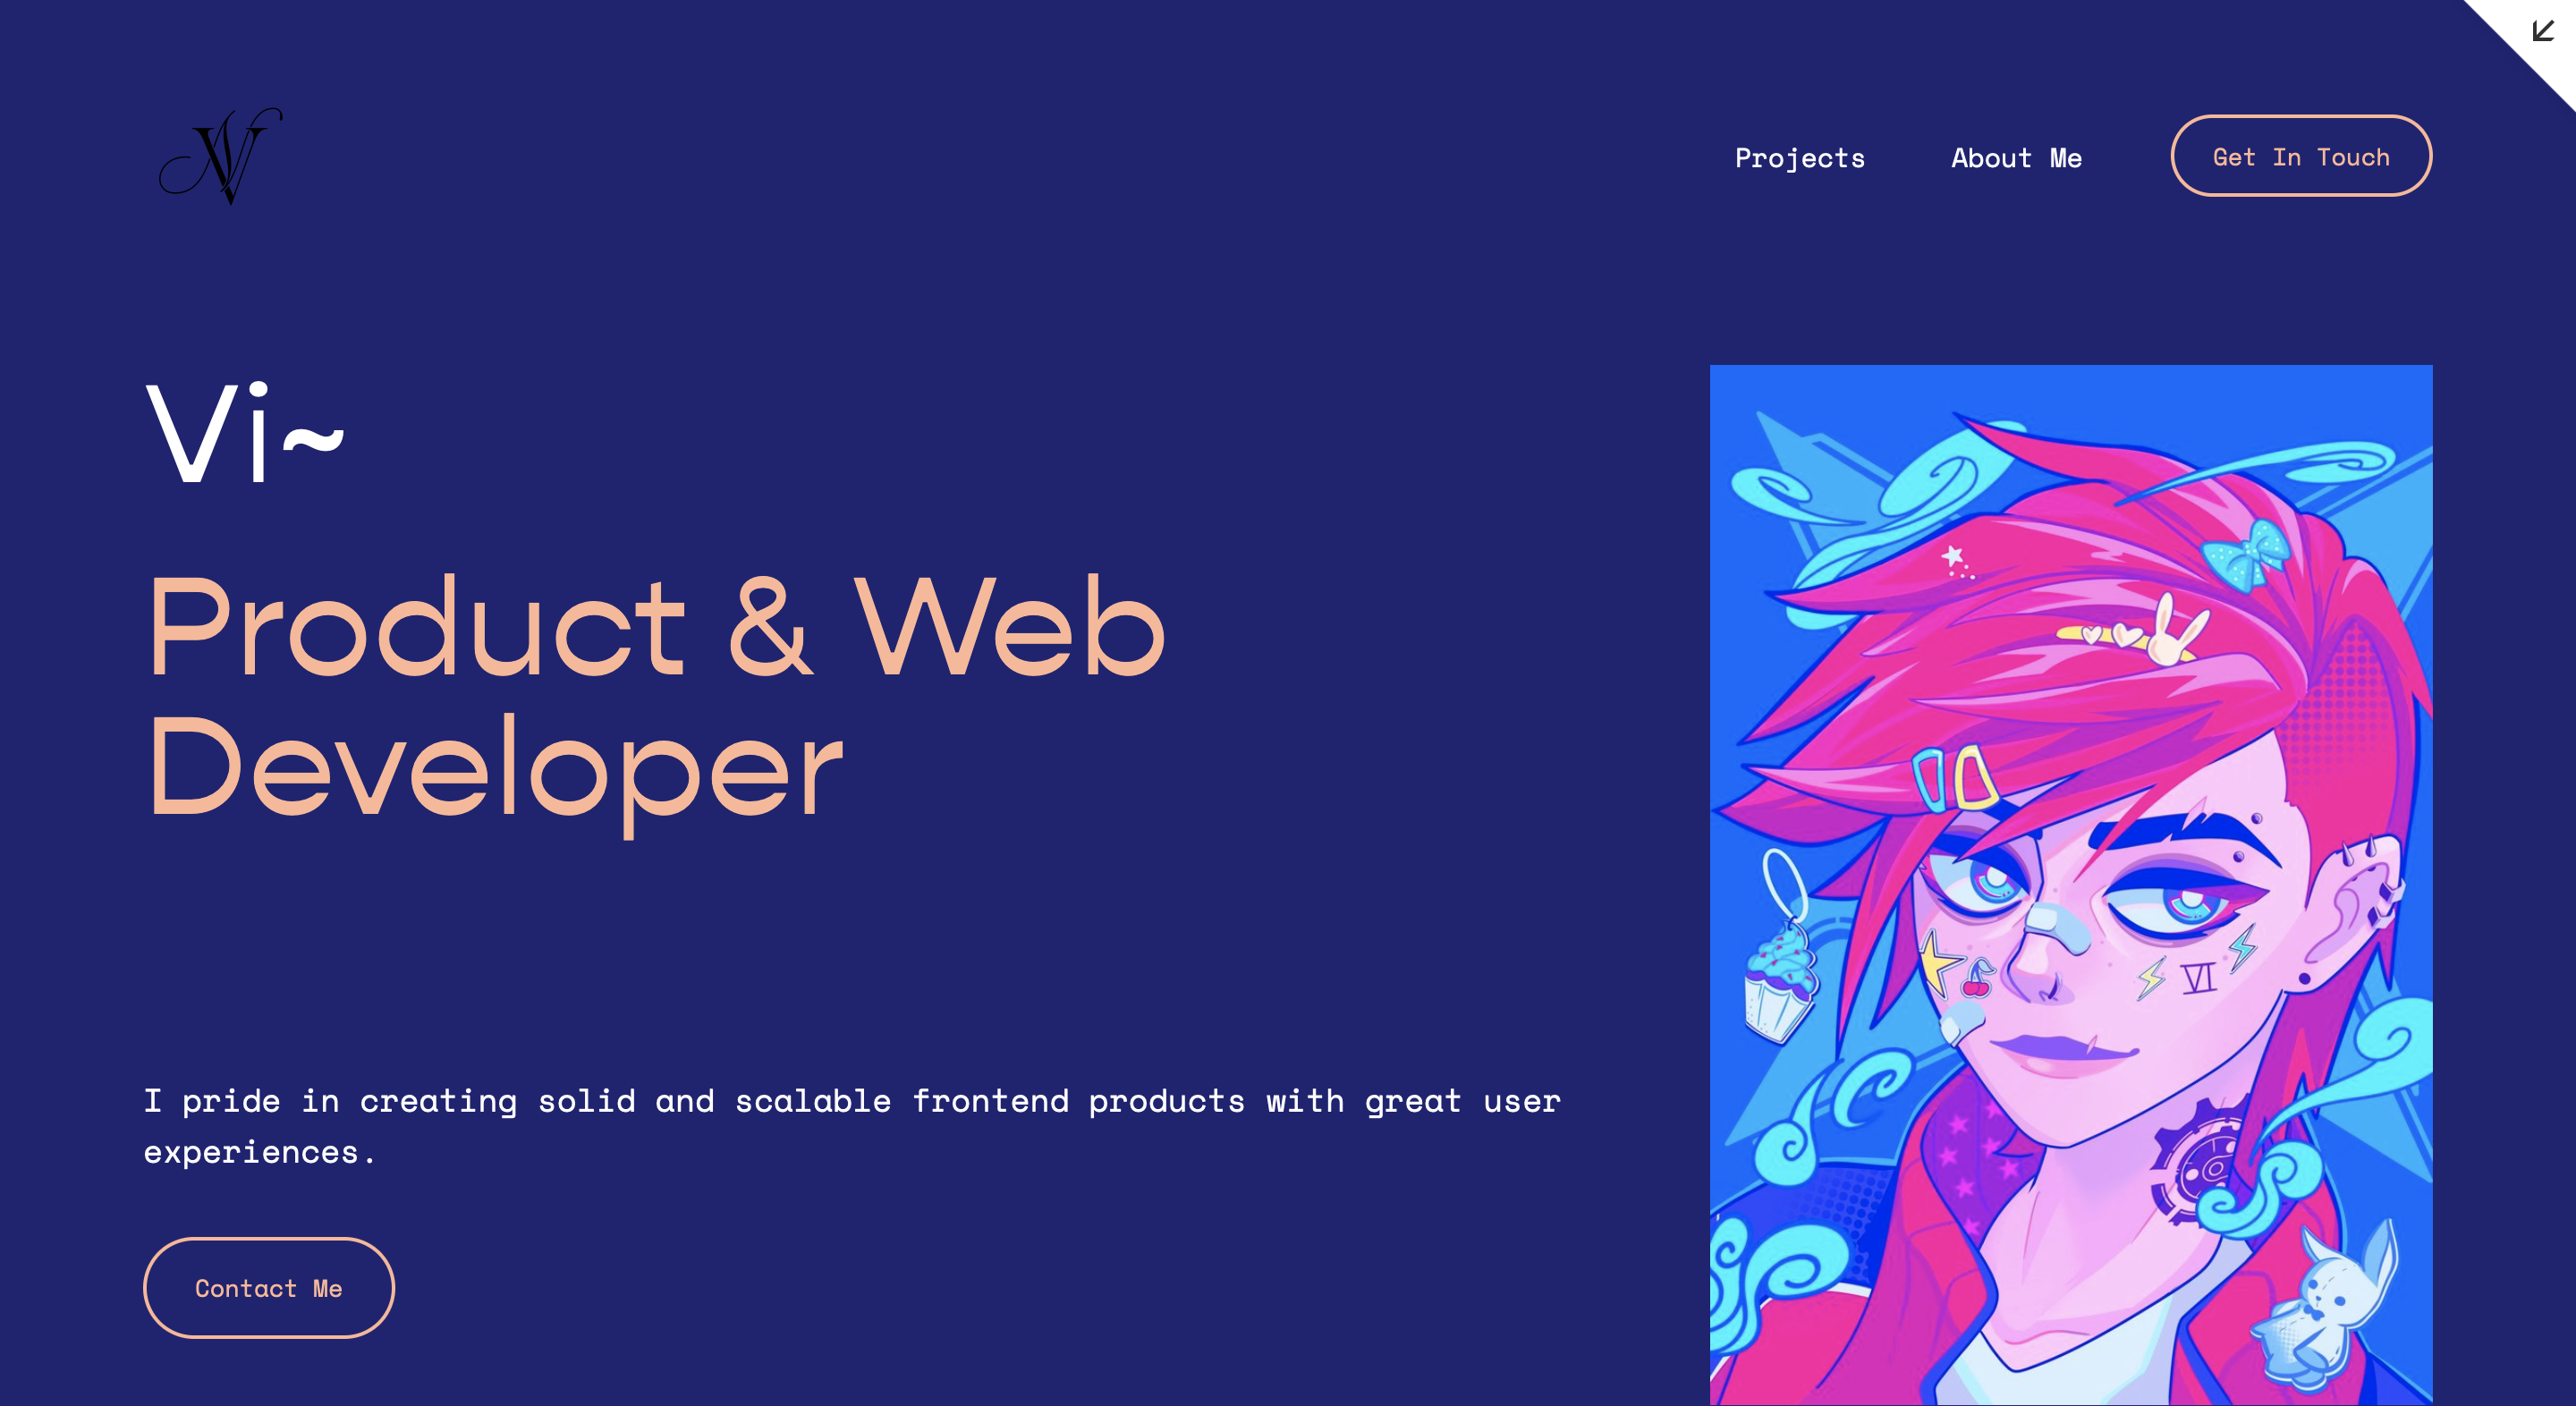 Projects About Me Get In Touch
Vi~
Product & Web
Developer
VI
I pride in creating solid and scalable frontend products with great user
experiences.
Contact Me